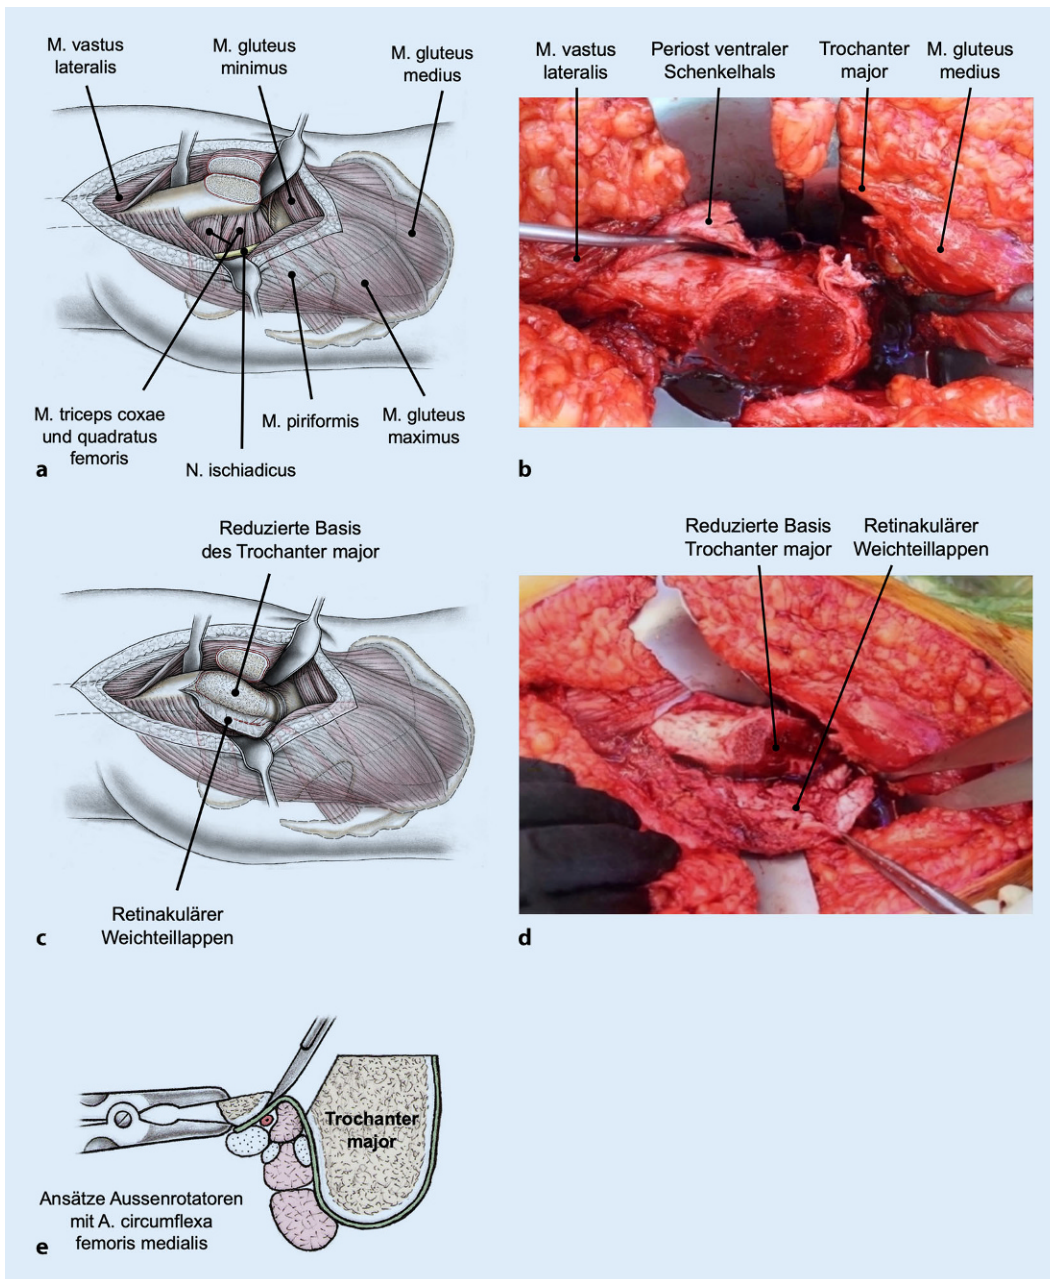 M. vastus
lateralis
M. gluteus
minimus
M. gluteus
medius
M. triceps coxae
und quadratus
femoris
N. ischiadicus
M. piriformis
M. gluteus
maximus
a
M. vastus
lateralis
Periost ventraler
Schenkelhals
Trochanter
major
M. gluteus
medius
b
Reduzierte Basis
des Trochanter major
Retinakulärer
Weichteillappen
c
Reduzierte Basis
Trochanter major
Retinakulärer
Weichteillappen
d
Trochanter
major
Ansätze Aussenrotatoren
mit A. circumflexa
femoris medialis
e